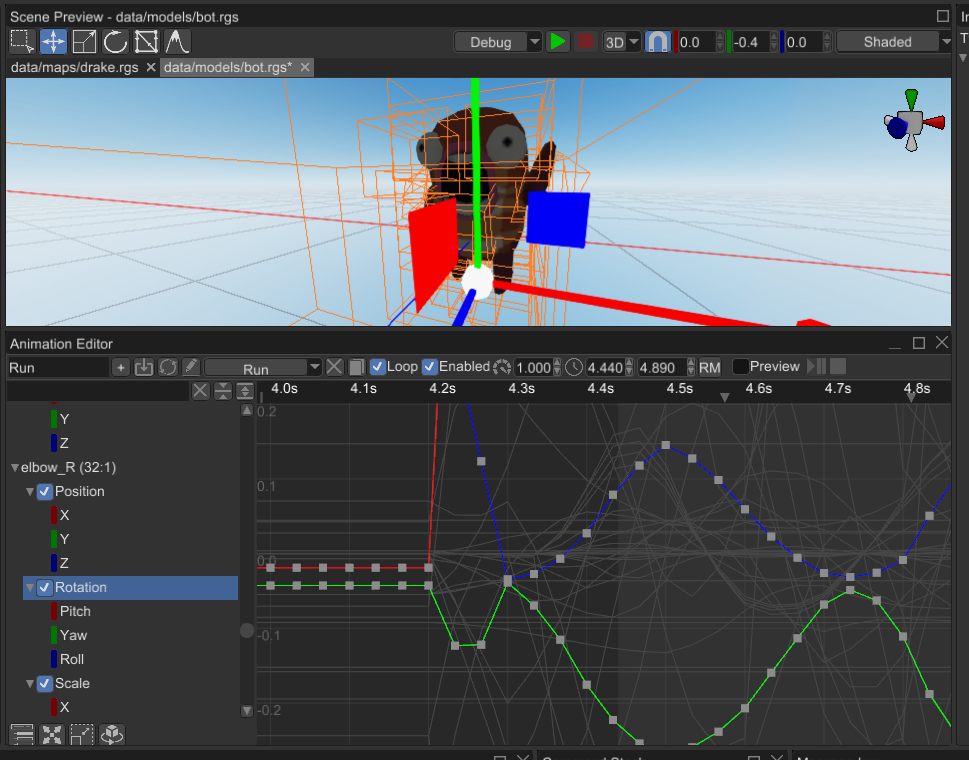 Scene Preview - data/models/bot.rgs
Debug 3D 0.0 -0.4 0.0 Shaded
data/maps/drake.rgs data/models/bot.rgs*
Animation Editor
Run + Run Loop Enabled 1.000 4.440 4.890 RM Preview
4.0s 4.1s 4.2s 4.3s 4.4s 4.5s 4.6s 4.7s 4.8s
0.2
Y
Z
elbow_R (32:1)
Position
0.1
X
Y
Z
0.0
Rotation
Pitch
Yaw
-0.1
Roll
Scale
X
-0.2